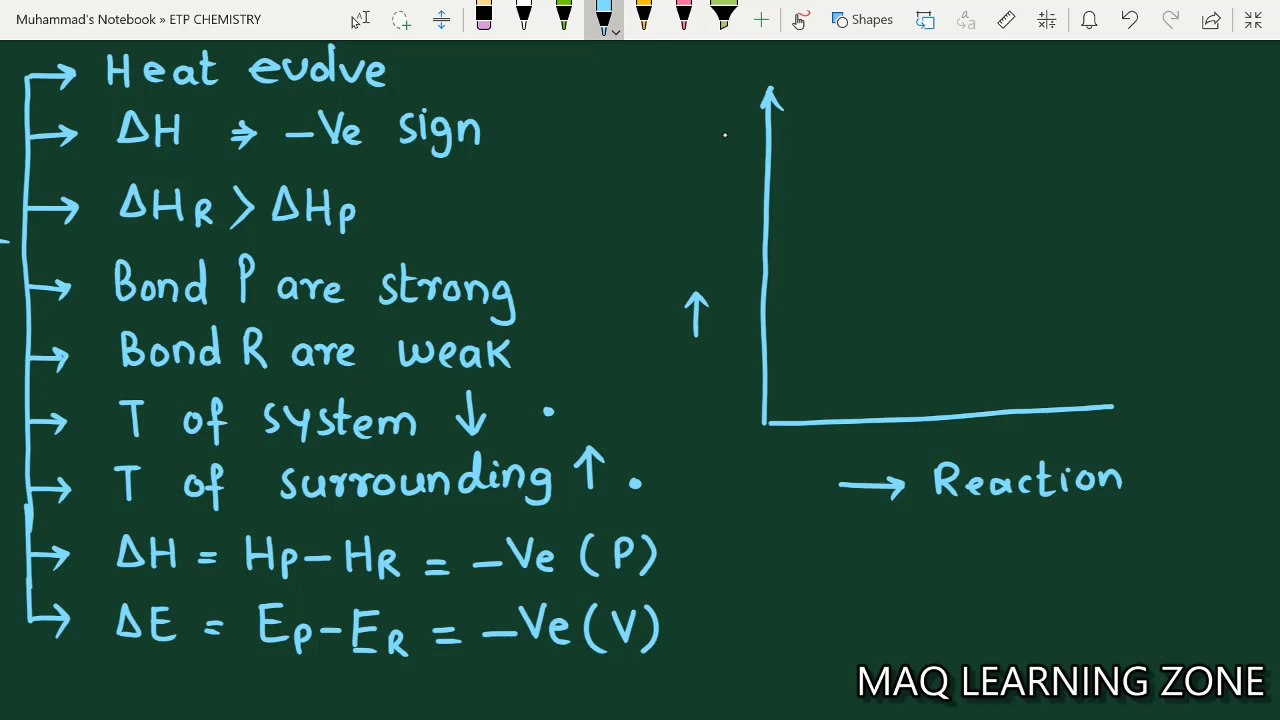 Muhammad's Notebook » ETP CHEMISTRY
Shapes
→ Heat evolve
→ ΔH ⇒ -Ve sign
→ ΔHR > ΔHP
→ Bond P are strong
→ Bond R are weak
→ T of system ↓ .
→ T of surrounding ↑ .
→ ΔH = HP - HR = -Ve (P)
→ ΔE = EP - ER = -Ve (V)
↑
→ Reaction
MAQ LEARNING ZONE